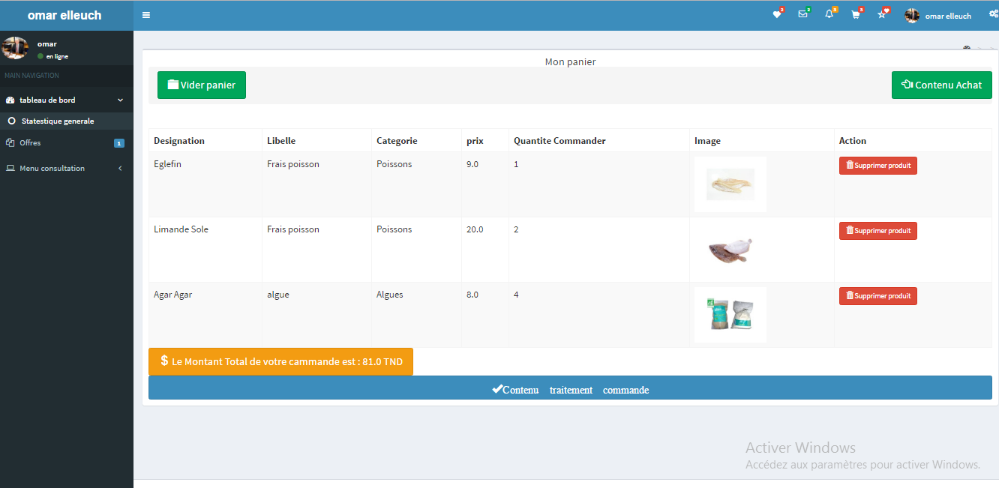 omar elleuch
2
2
3
3
omar elleuch
omar
en ligne
MAIN NAVIGATION
tableau de bord
Statestique generale
Offres
1
Menu consultation
Mon panier
Vider panier
Contenu Achat
Designation Libelle Categorie prix Quantite Commander Image Action
Eglefin Frais poisson Poissons 9.0 1 Supprimer produit
Limande Sole Frais poisson Poissons 20.0 2 Supprimer produit
Agar Agar algue Algues 8.0 4 Supprimer produit
$ Le Montant Total de votre cammande est : 81.0 TND
Contenu traitement commande
Activer Windows
Accédez aux paramètres pour activer Windows.